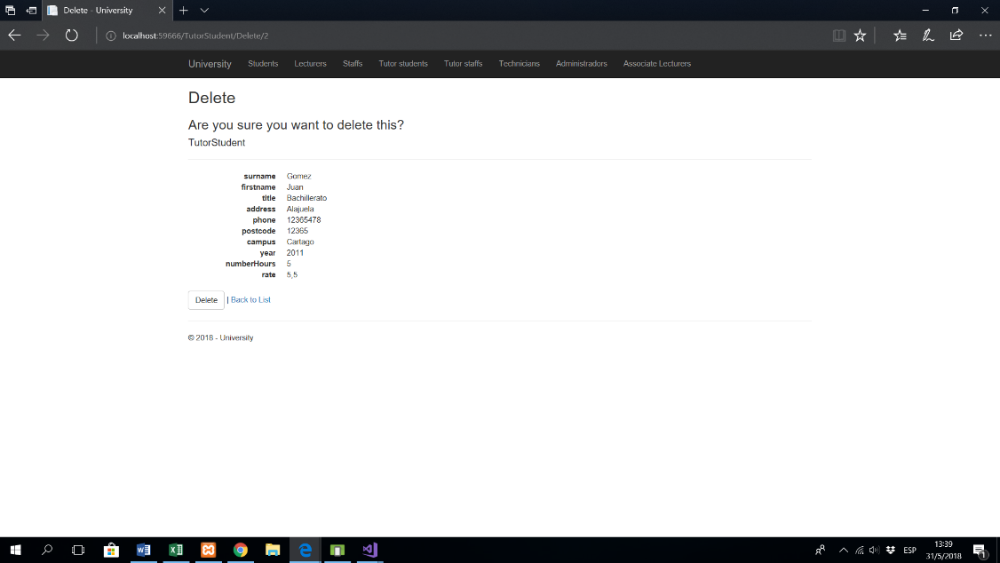 Delete - University
localhost:59666/TutorStudent/Delete/2
University Students Lecturers Staffs Tutor students Tutor staffs Technicians Administradors Associate Lecturers
Delete
Are you sure you want to delete this?
TutorStudent
surname Gomez
firstname Juan
title Bachillerato
address Alajuela
phone 12365478
postcode 12365
campus Cartago
year 2011
numberHours 5
rate 5,5
Delete | Back to List
© 2018 - University
ESP
13:39
31/5/2018
1